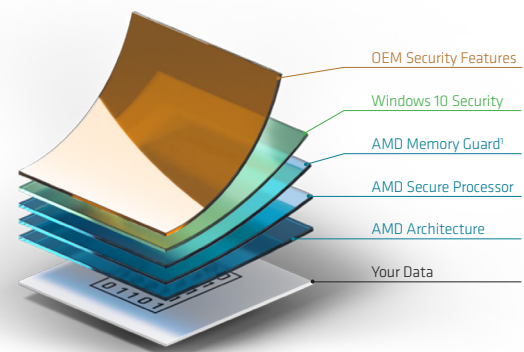 OEM Security Features
Windows 10 Security
AMD Memory Guard¹
AMD Secure Processor
AMD Architecture
Your Data